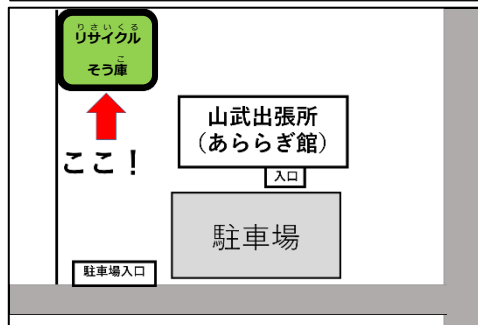 りさいくる
リサイクル
こ
そう庫
ここ！
山武出張所
（あららぎ館）
入口
駐車場
駐車場入口